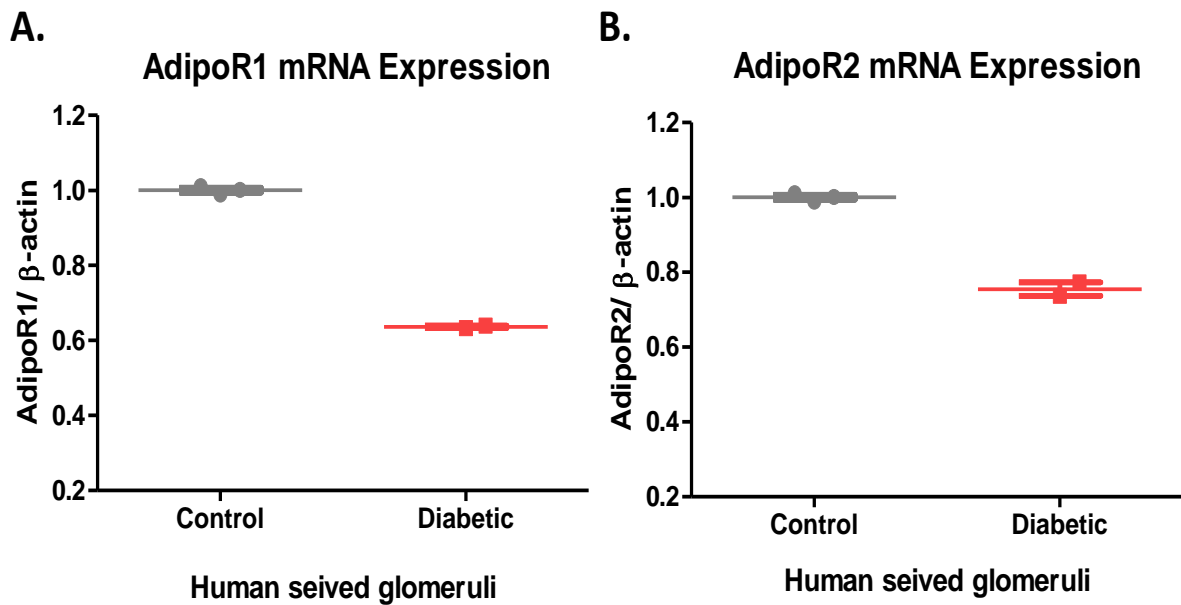 A.
AdipoR1 mRNA Expression
1.2
1.0
0.8
0.6
0.4
0.2
AdipoR1/ β-actin
Control
Diabetic
Human seived glomeruli
B.
AdipoR2 mRNA Expression
1.2
1.0
0.8
0.6
0.4
0.2
AdipoR2/ β-actin
Control
Diabetic
Human seived glomeruli